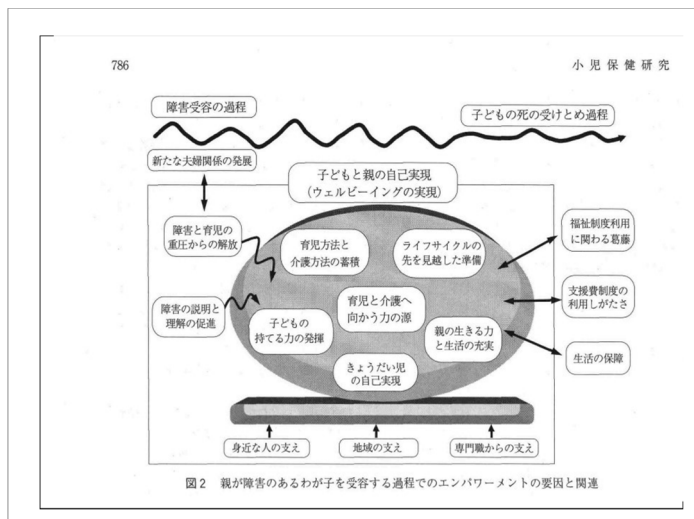 786
小児保健研究
障害受容の過程
子どもの死の受けとめ過程
新たな夫婦関係の発展
子どもと親の自己実現
(ウェルビーイングの実現)
障害と育児の
重圧からの解放
育児方法と
介護方法の蓄積
ライフサイクルの
先を見越した準備
福祉制度利用
に関わる葛藤
障害の説明と
理解の促進
子どもの
持てる力の発揮
育児と介護へ
向かう力の源
親の生きる力
と生活の充実
支援費制度の
利用しがたさ
きょうだい児
の自己実現
生活の保障
身近な人の支え
地域の支え
専門職からの支え
図2 親が障害のあるわが子を受容する過程でのエンパワーメントの要因と関連